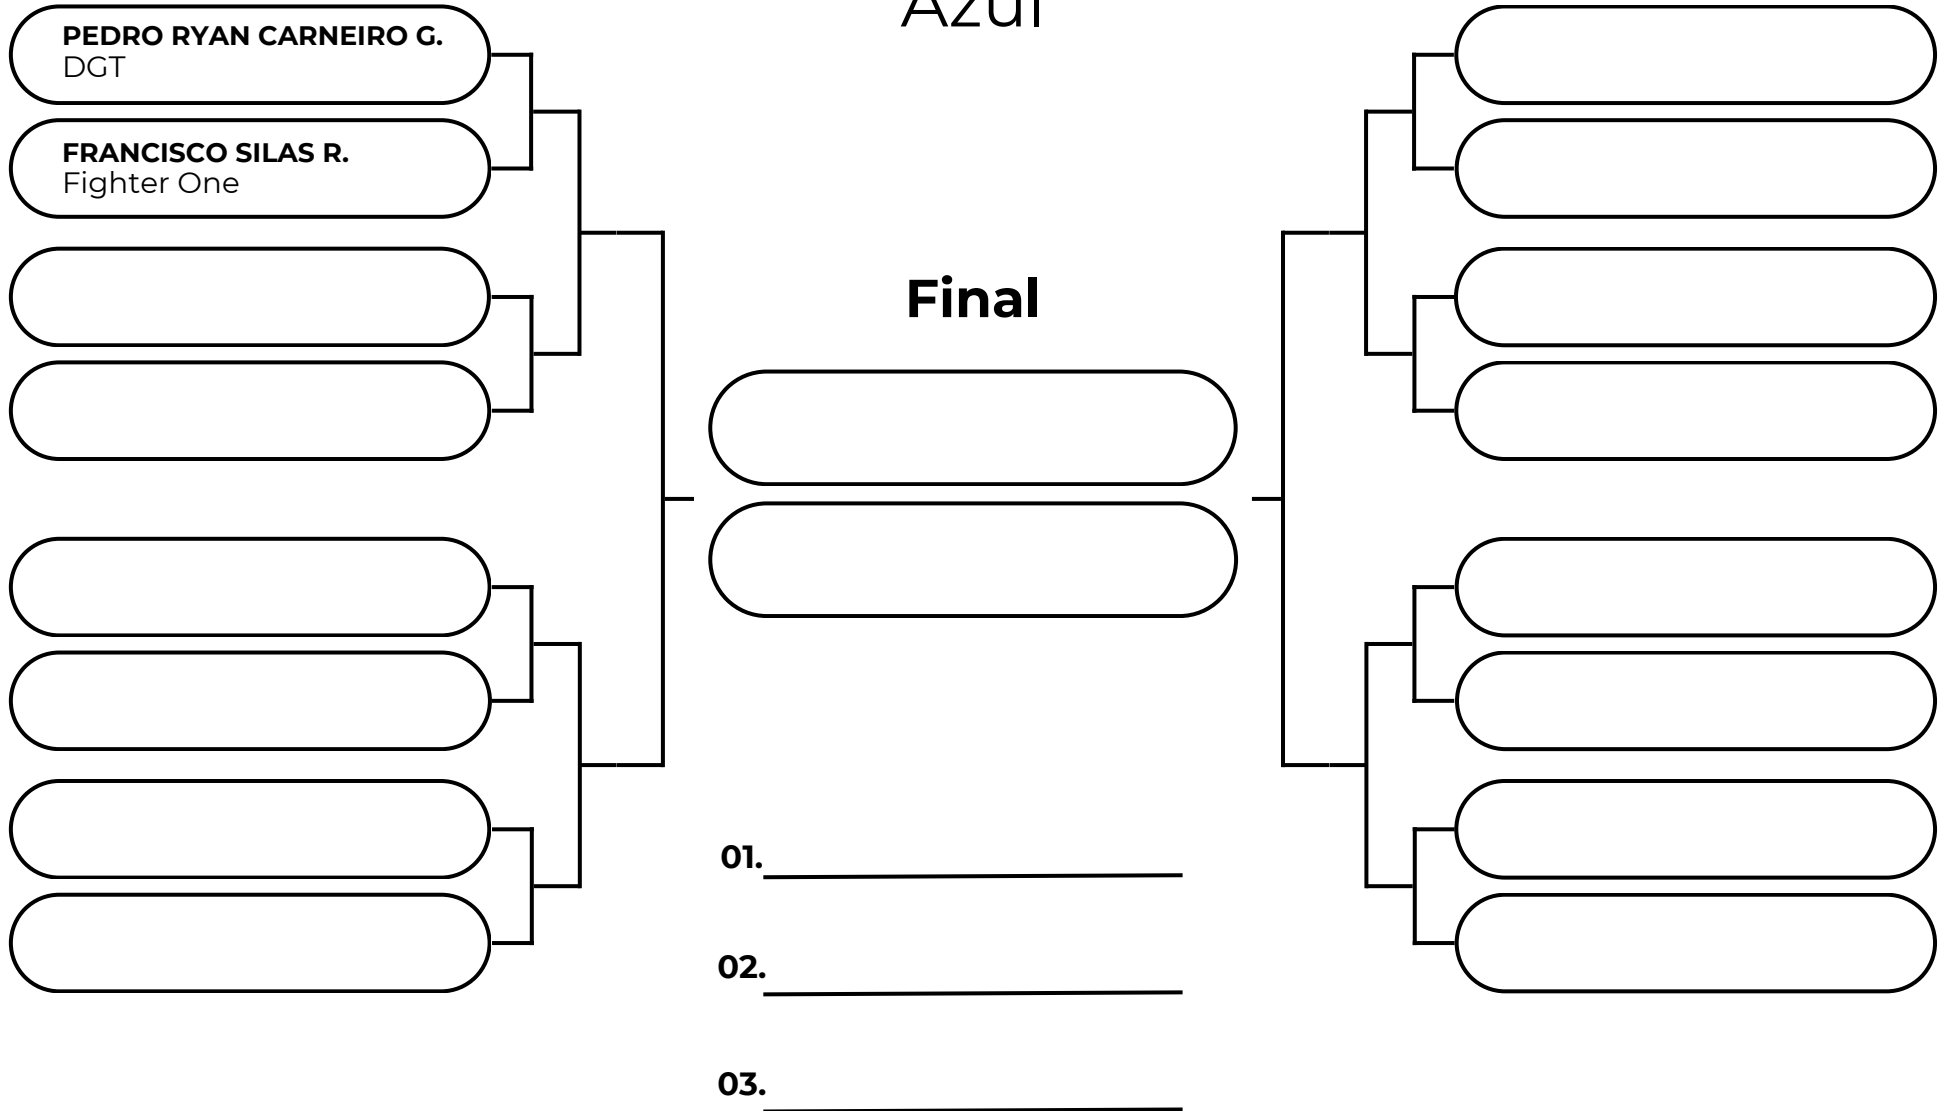 Azul
PEDRO RYAN CARNEIRO G.
DGT
FRANCISCO SILAS R.
Fighter One
Final
01.
02.
03.